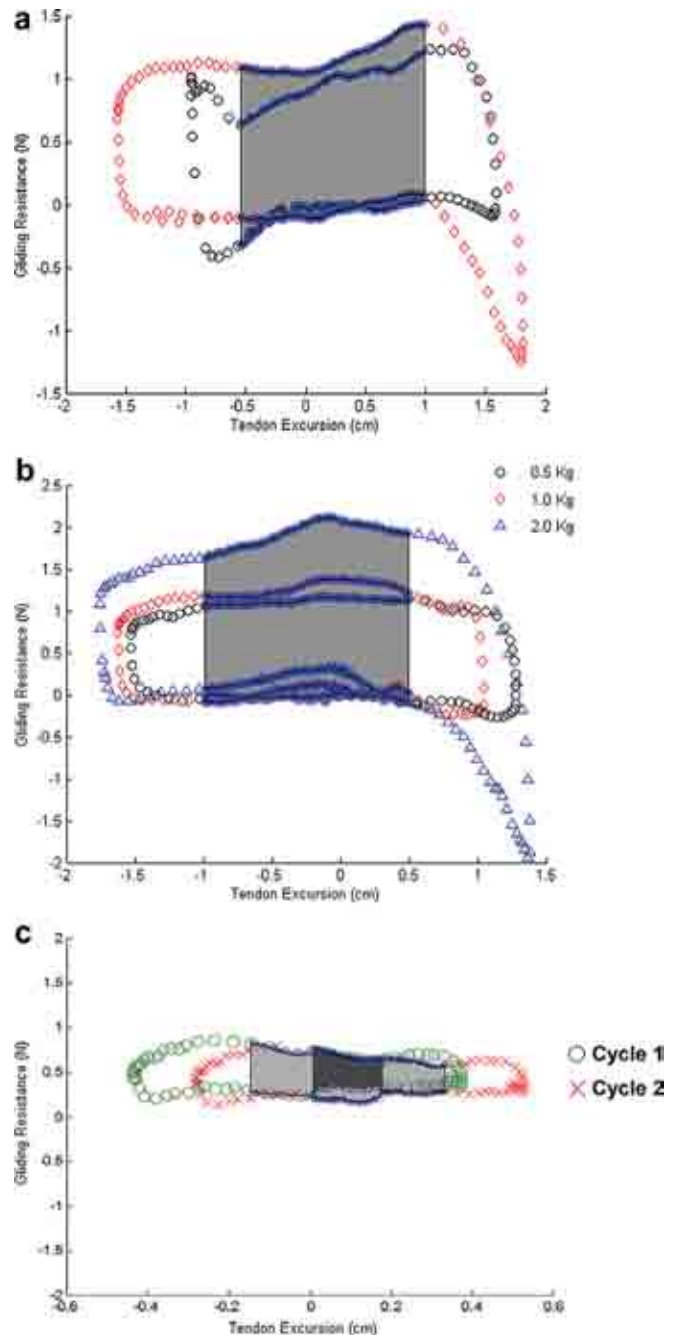 a
1.5
1
0.5
0
-0.5
-1
-1.5
Gliding Resistance (N)
-2 -1.5 -1 -0.5 0 0.5 1 1.5 2
Tendon Excursion (cm)
b
0.5 Kg
1.0 Kg
2.0 Kg
2.5
2
1.5
1
0.5
0
-0.5
-1
-1.5
-2
Gliding Resistance (N)
-2 -1.5 -1 -0.5 0 0.5 1 1.5
Tendon Excursion (cm)
c
2
1.5
1
0.5
0
-0.5
-1
-1.5
-2
Gliding Resistance (N)
Cycle 1
Cycle 2
-0.6 -0.4 -0.2 0 0.2 0.4 0.6
Tendon Excursion (cm)